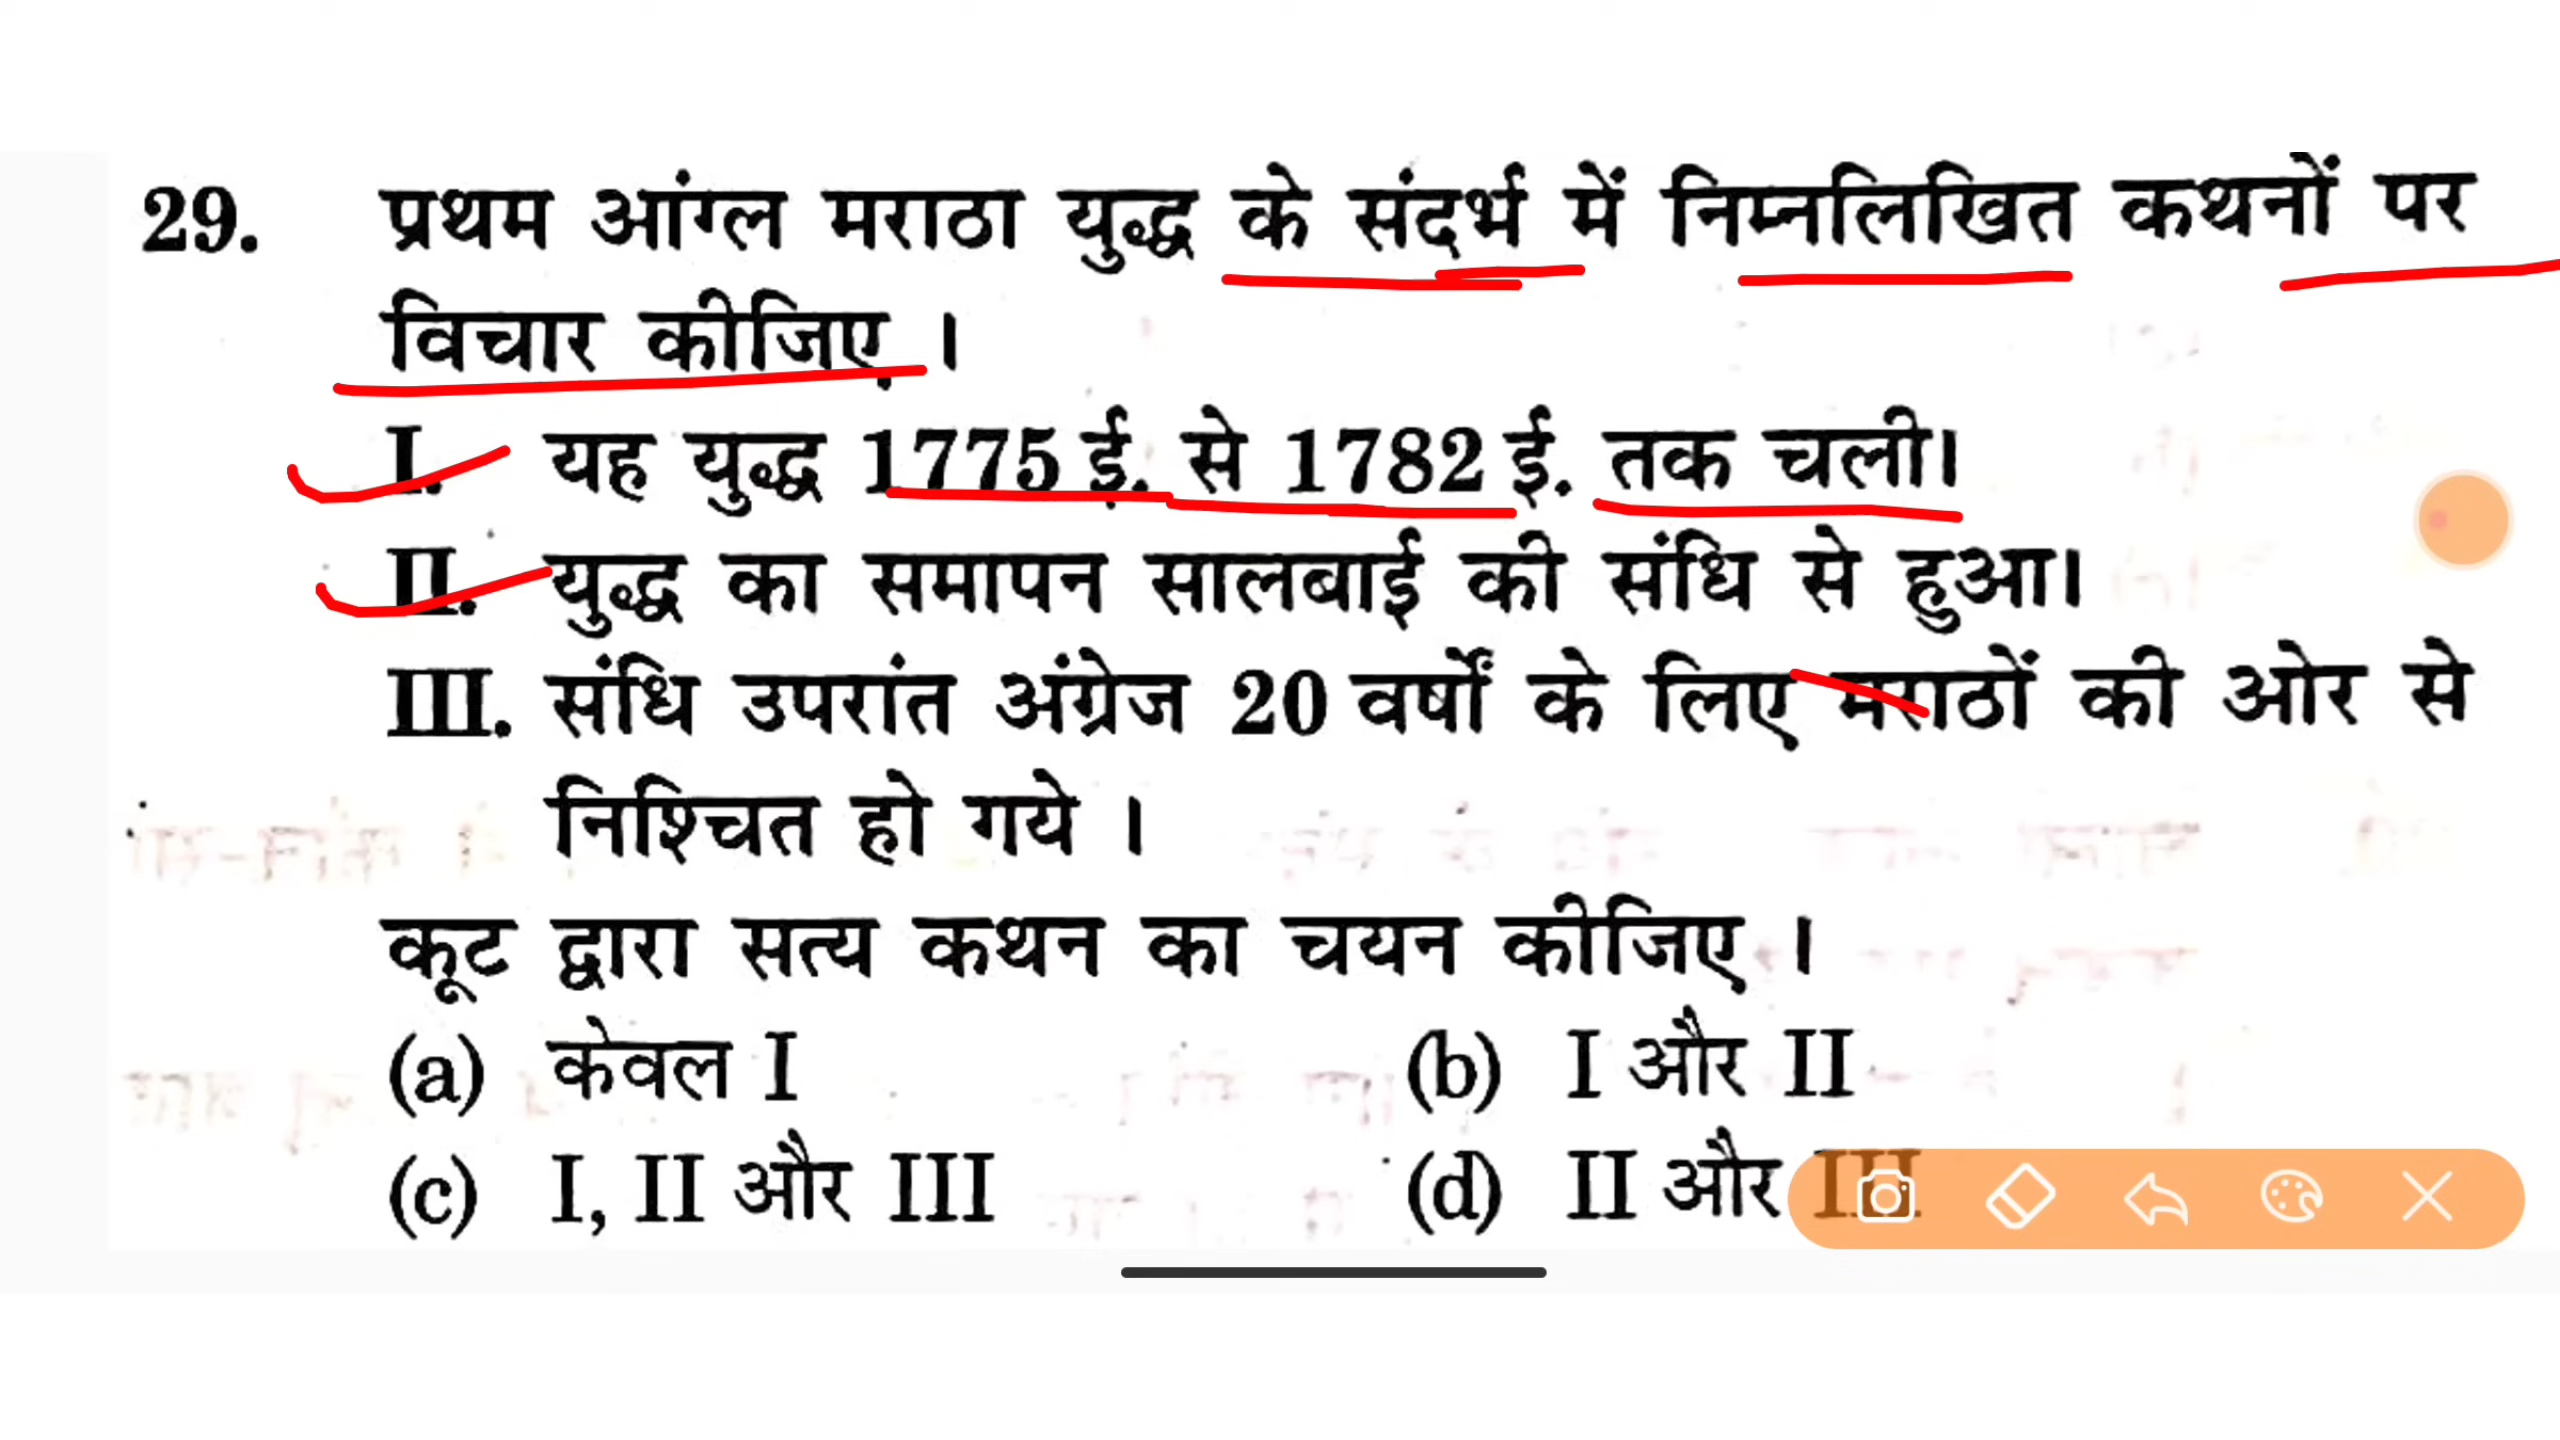 29. प्रथम आंग्ल मराठा युद्ध के संदर्भ में निम्नलिखित कथनों पर
विचार कीजिए ।
I. यह युद्ध 1775 ई. से 1782 ई. तक चली।
II. युद्ध का समापन सालबाई की संधि से हुआ।
III. संधि उपरांत अंग्रेज 20 वर्षों के लिए मराठों की ओर से
निश्चित हो गये ।
कूट द्वारा सत्य कथन का चयन कीजिए ।
(a) केवल I (b) I और II
(c) I, II और III (d) II और III